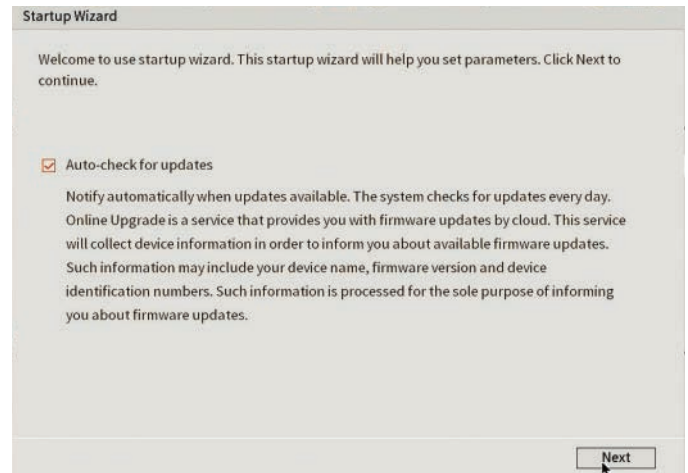 Startup Wizard
Welcome to use startup wizard. This startup wizard will help you set parameters. Click Next to
continue.
Auto-check for updates
Notify automatically when updates available. The system checks for updates every day.
Online Upgrade is a service that provides you with firmware updates by cloud. This service
will collect device information in order to inform you about available firmware updates.
Such information may include your device name, firmware version and device
identification numbers. Such information is processed for the sole purpose of informing
you about firmware updates.
Next